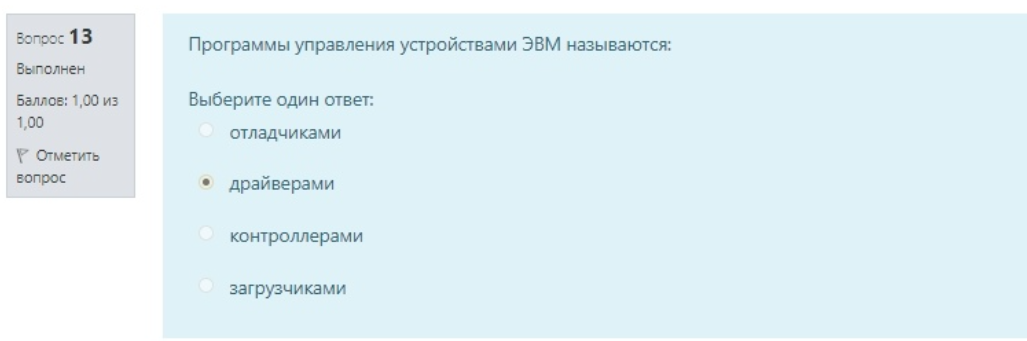 Вопрос 13
Выполнен
Баллов: 1,00 из
1,00
Отметить
вопрос
Программы управления устройствами ЭВМ называются:
Выберите один ответ:
отладчиками
драйверами
контроллерами
загрузчиками